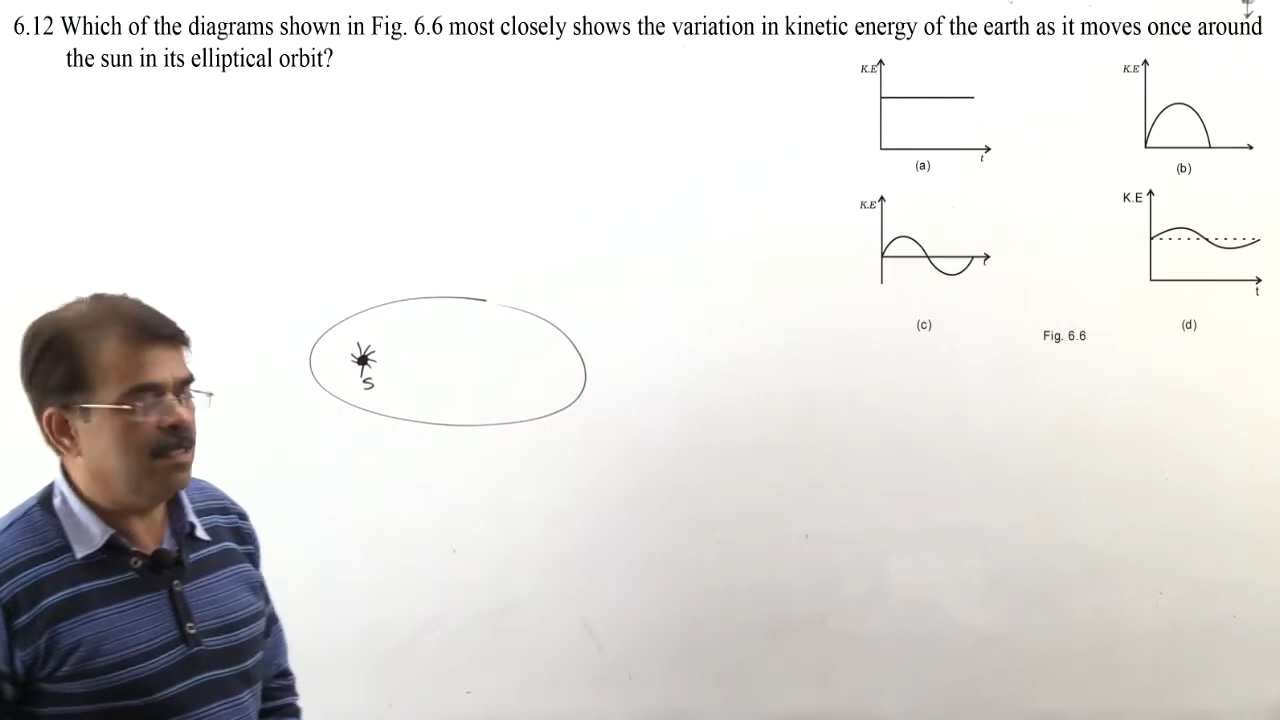 6.12 Which of the diagrams shown in Fig. 6.6 most closely shows the variation in kinetic energy of the earth as it moves once around
the sun in its elliptical orbit?
K.E
t
(a)
K.E
(b)
K.E
t
(c)
K.E
t
(d)
Fig. 6.6
S